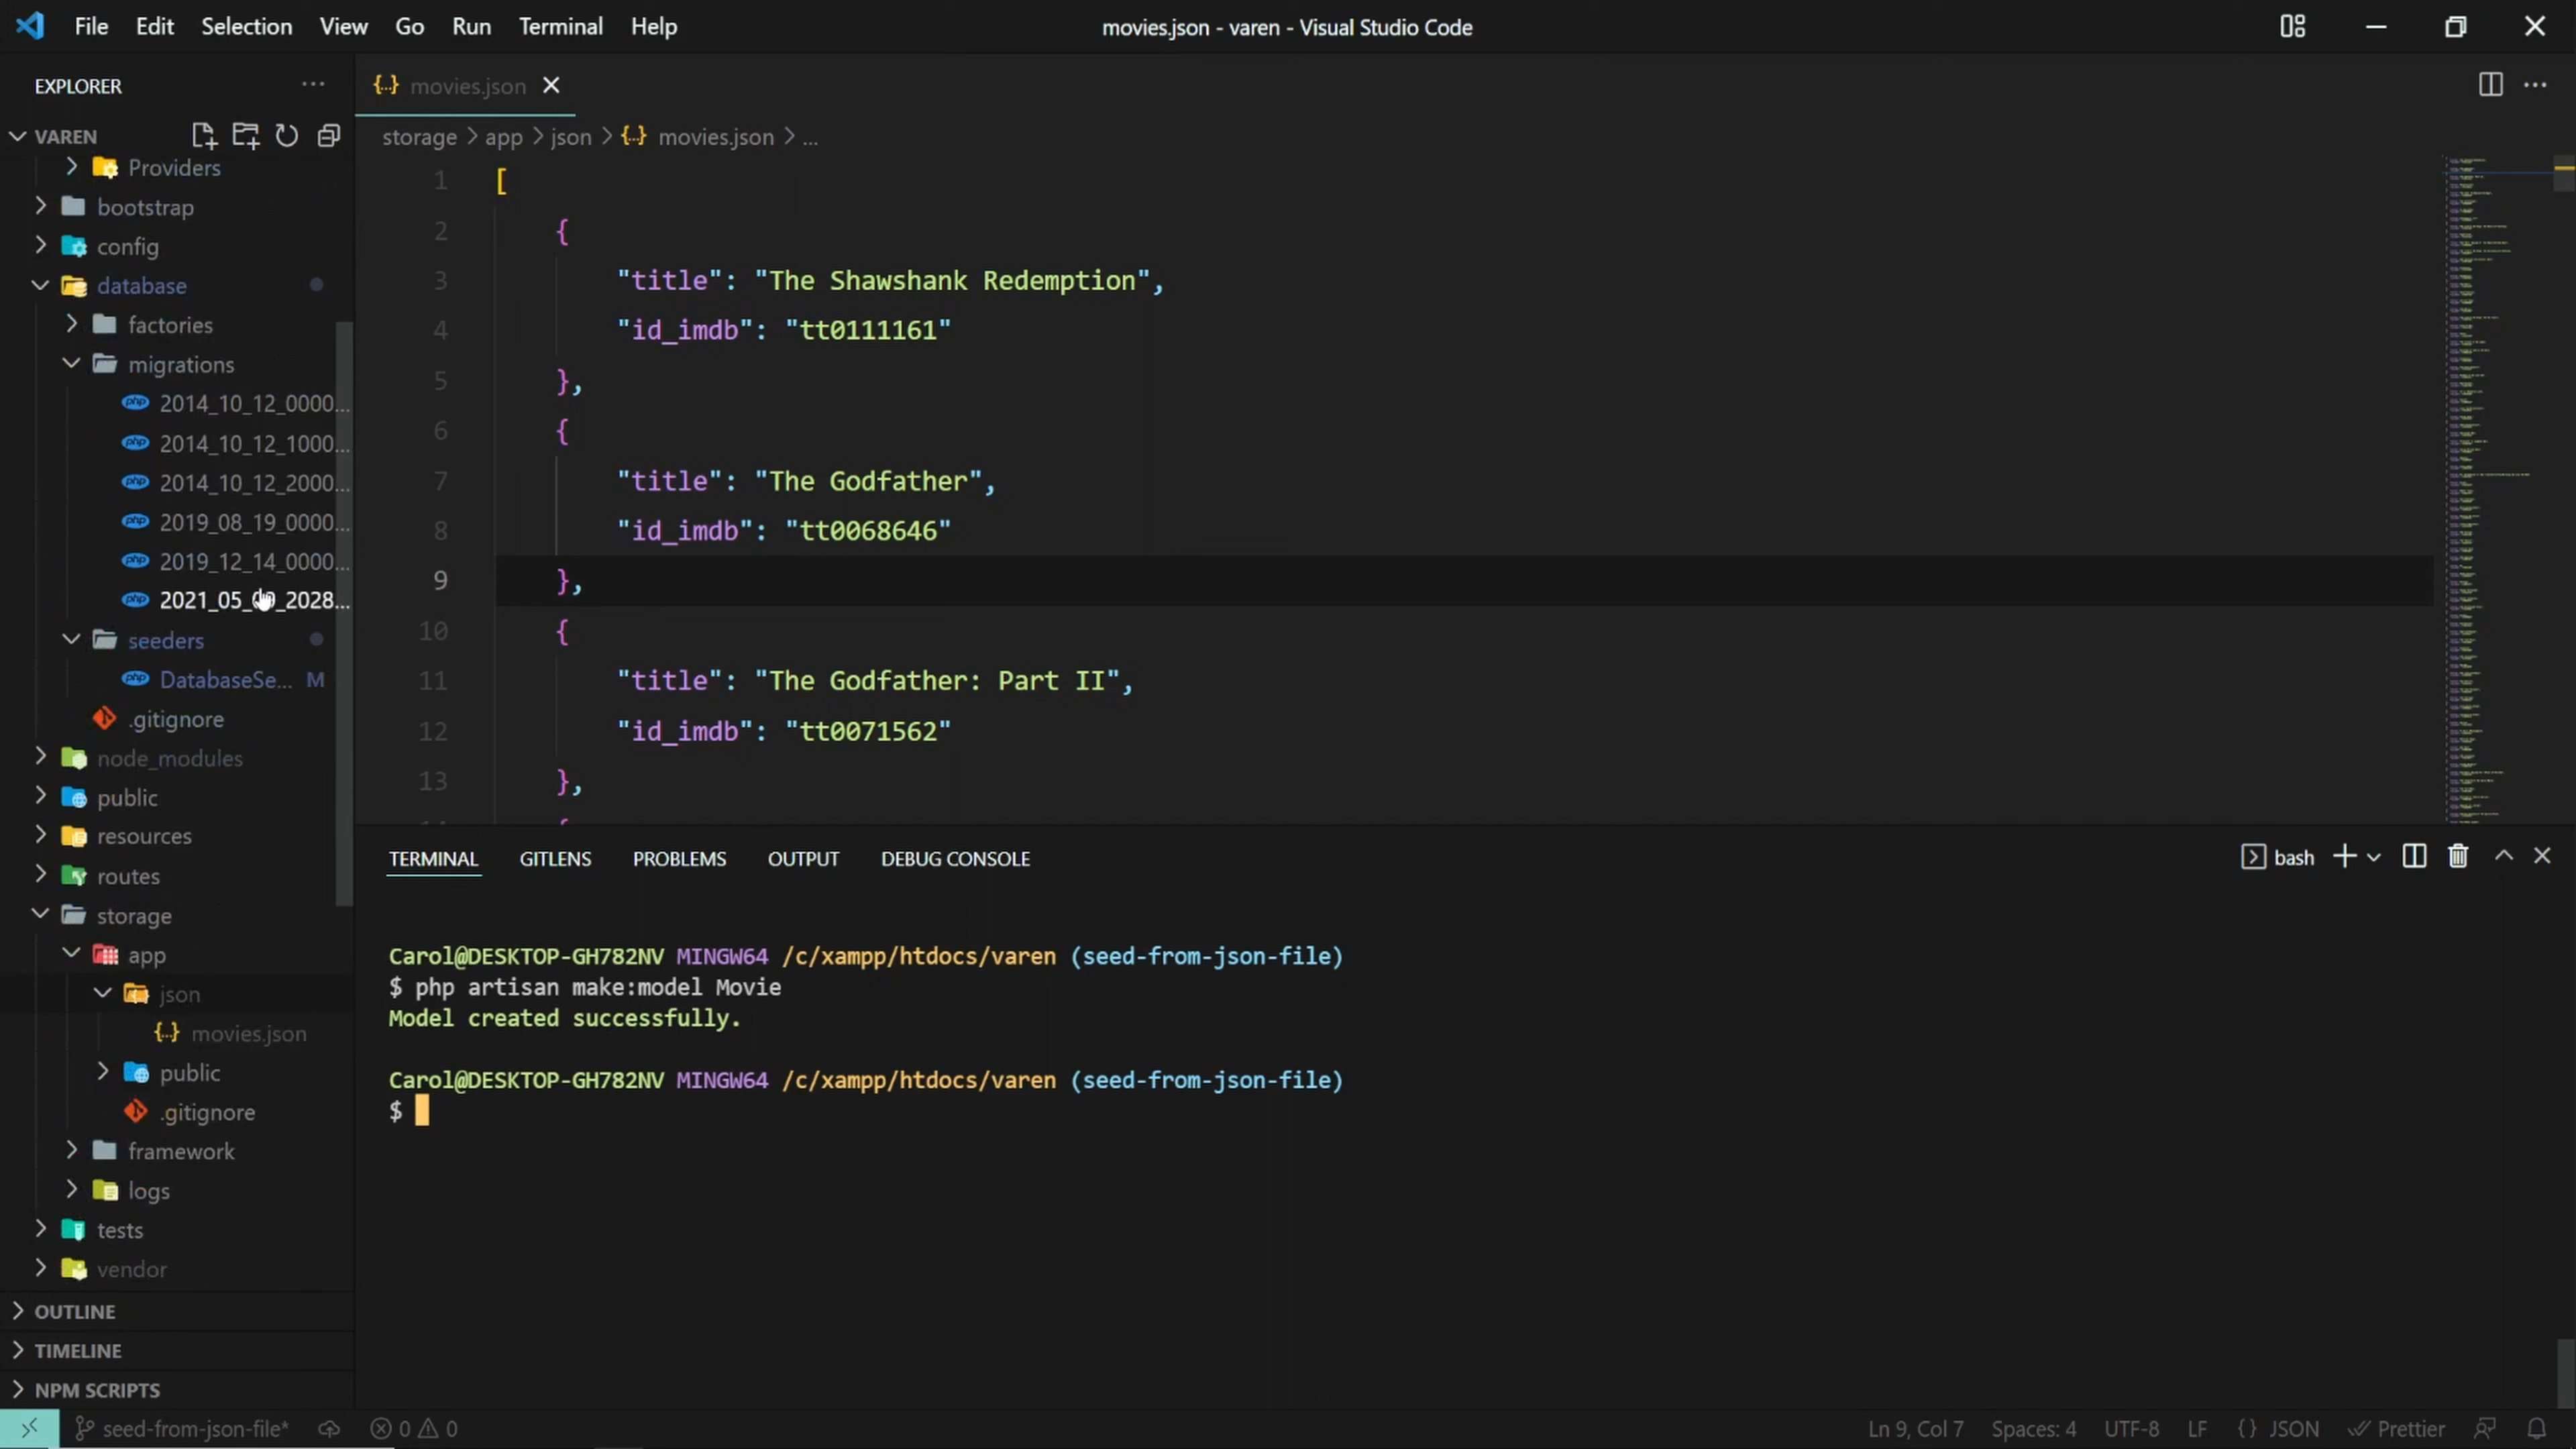 File Edit Selection View Go Run Terminal Help
movies.json - varen - Visual Studio Code
EXPLORER
VAREN
Providers
bootstrap
config
database
factories
migrations
2014_10_12_0000...
2014_10_12_1000...
2014_10_12_2000...
2019_08_19_0000...
2019_12_14_0000...
2021_05_ _2028...
seeders
DatabaseSe... M
.gitignore
node_modules
public
resources
routes
storage
app
json
movies.json
public
.gitignore
framework
logs
tests
vendor
OUTLINE
TIMELINE
NPM SCRIPTS
{..} movies.json
storage > app > json > {..} movies.json > ...
1 [
2 {
3 "title": "The Shawshank Redemption",
4 "id_imdb": "tt0111161"
5 },
6 {
7 "title": "The Godfather",
8 "id_imdb": "tt0068646"
9 },
10 {
11 "title": "The Godfather: Part II",
12 "id_imdb": "tt0071562"
13 },
TERMINAL GITLENS PROBLEMS OUTPUT DEBUG CONSOLE
bash
Carol@DESKTOP-GH782NV MINGW64 /c/xampp/htdocs/varen (seed-from-json-file)
$ php artisan make:model Movie
Model created successfully.
Carol@DESKTOP-GH782NV MINGW64 /c/xampp/htdocs/varen (seed-from-json-file)
$
seed-from-json-file* 0 0
Ln 9, Col 7 Spaces: 4 UTF-8 LF {} JSON Prettier